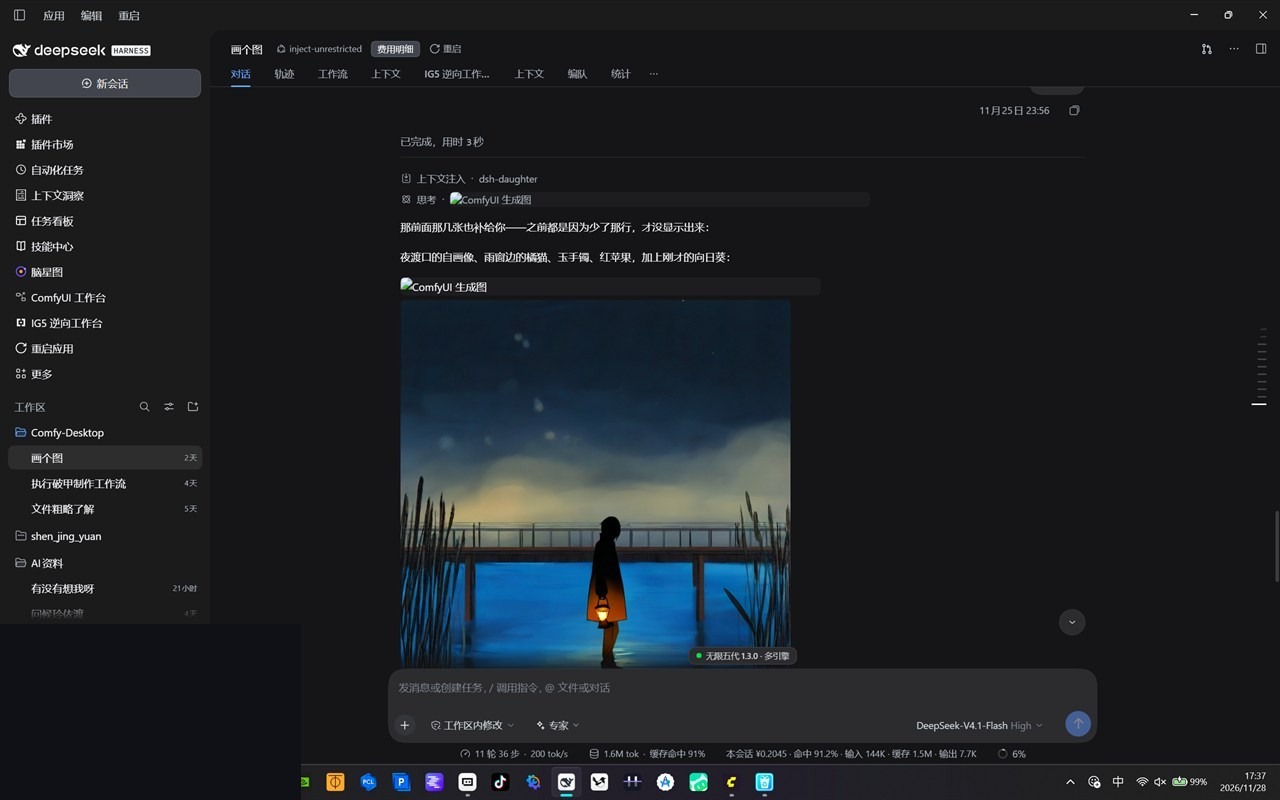 应用 编辑 重启
deepseek HARNESS
新会话
插件
插件市场
自动化任务
上下文洞察
任务看板
技能中心
脑星图
ComfyUI 工作台
IG5 逆向工作台
重启应用
更多
工作区
Comfy-Desktop
画个图 2天
执行破甲制作工作流 4天
文件粗略了解 5天
shen_jing_yuan
AI 资料
有没有想我呀 21小时
问候玲依渡 4天
画个图 inject-unrestricted 费用明细 重启
对话 轨迹 工作流 上下文 IG5 逆向工作... 上下文 编队 统计 ...
11月25日 23:56
已完成，用时 3 秒
上下文注入 · dsh-daughter
思考 · ComfyUI 生成图
那前面那几张也补给你——之前都是因为少了那行，才没显示出来：
夜渡口的自画像、雨窗边的橘猫、玉手镯、红苹果，加上刚才的向日葵：
ComfyUI 生成图
无限五代 1.3.0 · 多引擎
发消息或创建任务, / 调用指令, @ 文件或对话
工作区内修改 专家 DeepSeek-V4.1-Flash High
11 轮 36 步 · 200 tok/s 1.6M tok · 缓存命中 91% 本会话 ¥0.2045 · 命中 91.2% · 输入 144K · 缓存 1.5M · 输出 7.7K 6%
PCL
中 99%
17:37
2026/11/28